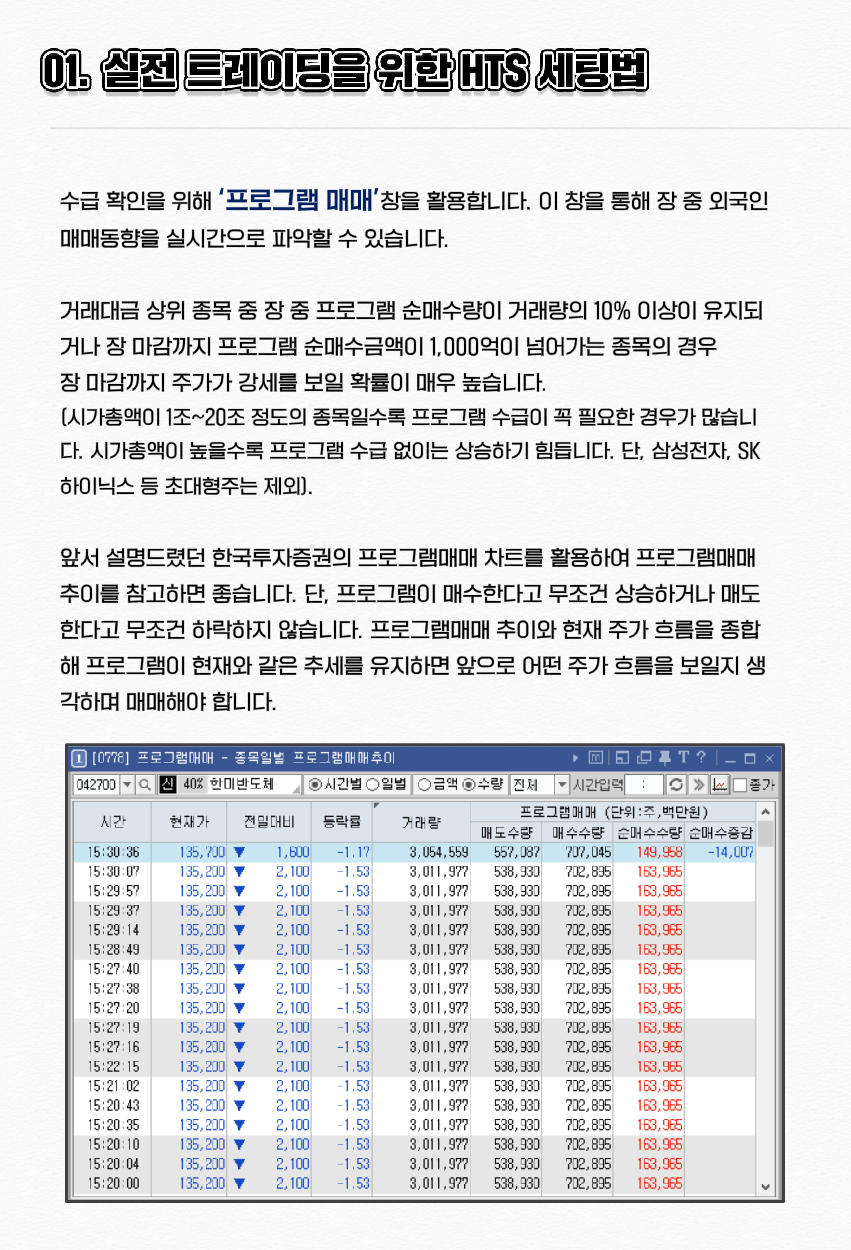 01. 실전 트레이딩을 위한 HTS 세팅법
수급 확인을 위해 ‘프로그램 매매’창을 활용합니다. 이 창을 통해 장 중 외국인
매매동향을 실시간으로 파악할 수 있습니다.
거래대금 상위 종목 중 장 중 프로그램 순매수량이 거래량의 10% 이상이 유지되
거나 장 마감까지 프로그램 순매수금액이 1,000억이 넘어가는 종목의 경우
장 마감까지 주가가 강세를 보일 확률이 매우 높습니다.
(시가총액이 1조~20조 정도의 종목일수록 프로그램 수급이 꼭 필요한 경우가 많습니
다. 시가총액이 높을수록 프로그램 수급 없이는 상승하기 힘듭니다. 단, 삼성전자, SK
하이닉스 등 초대형주는 제외).
앞서 설명드렸던 한국투자증권의 프로그램매매 차트를 활용하여 프로그램매매
추이를 참고하면 좋습니다. 단, 프로그램이 매수한다고 무조건 상승하거나 매도
한다고 무조건 하락하지 않습니다. 프로그램매매 추이와 현재 주가 흐름을 종합
해 프로그램이 현재와 같은 추세를 유지하면 앞으로 어떤 주가 흐름을 보일지 생
각하며 매매해야 합니다.
1 [0778] 프로그램매매 - 종목일별 프로그램매매추이 m T ?
042700 신 40% 한미반도체 시간별 일별 금액 수량 전체 시간입력 : 종가
시간 현재가 전일대비 등락률 거래량 프로그램매매 (단위:주,백만원)
매도수량 매수수량 순매수수량 순매수증감
15:30:36 135,700 ▼ 1,600 -1.17 3,054,559 557,087 707,045 149,958 -14,007
15:30:07 135,200 ▼ 2,100 -1.53 3,011,977 538,930 702,895 163,965
15:29:57 135,200 ▼ 2,100 -1.53 3,011,977 538,930 702,895 163,965
15:29:37 135,200 ▼ 2,100 -1.53 3,011,977 538,930 702,895 163,965
15:29:14 135,200 ▼ 2,100 -1.53 3,011,977 538,930 702,895 163,965
15:28:49 135,200 ▼ 2,100 -1.53 3,011,977 538,930 702,895 163,965
15:27:40 135,200 ▼ 2,100 -1.53 3,011,977 538,930 702,895 163,965
15:27:38 135,200 ▼ 2,100 -1.53 3,011,977 538,930 702,895 163,965
15:27:20 135,200 ▼ 2,100 -1.53 3,011,977 538,930 702,895 163,965
15:27:19 135,200 ▼ 2,100 -1.53 3,011,977 538,930 702,895 163,965
15:27:16 135,200 ▼ 2,100 -1.53 3,011,977 538,930 702,895 163,965
15:22:15 135,200 ▼ 2,100 -1.53 3,011,977 538,930 702,895 163,965
15:21:02 135,200 ▼ 2,100 -1.53 3,011,977 538,930 702,895 163,965
15:20:43 135,200 ▼ 2,100 -1.53 3,011,977 538,930 702,895 163,965
15:20:35 135,200 ▼ 2,100 -1.53 3,011,977 538,930 702,895 163,965
15:20:10 135,200 ▼ 2,100 -1.53 3,011,977 538,930 702,895 163,965
15:20:04 135,200 ▼ 2,100 -1.53 3,011,977 538,930 702,895 163,965
15:20:00 135,200 ▼ 2,100 -1.53 3,011,977 538,930 702,895 163,965